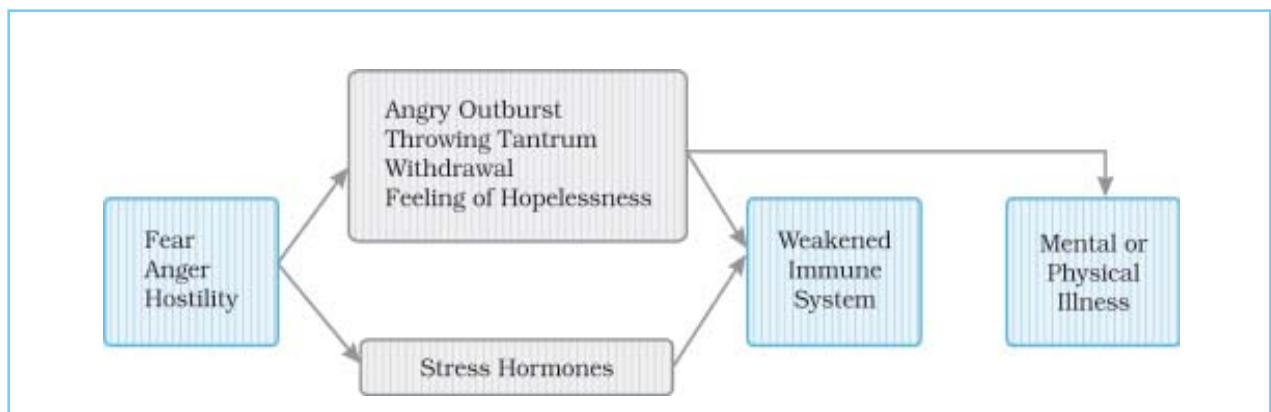 Angry Outburst
Throwing Tantrum
Withdrawal
Feeling of Hopelessness
Fear
Anger
Hostility
Weakened
Immune
System
Mental or
Physical
Illness
Stress Hormones